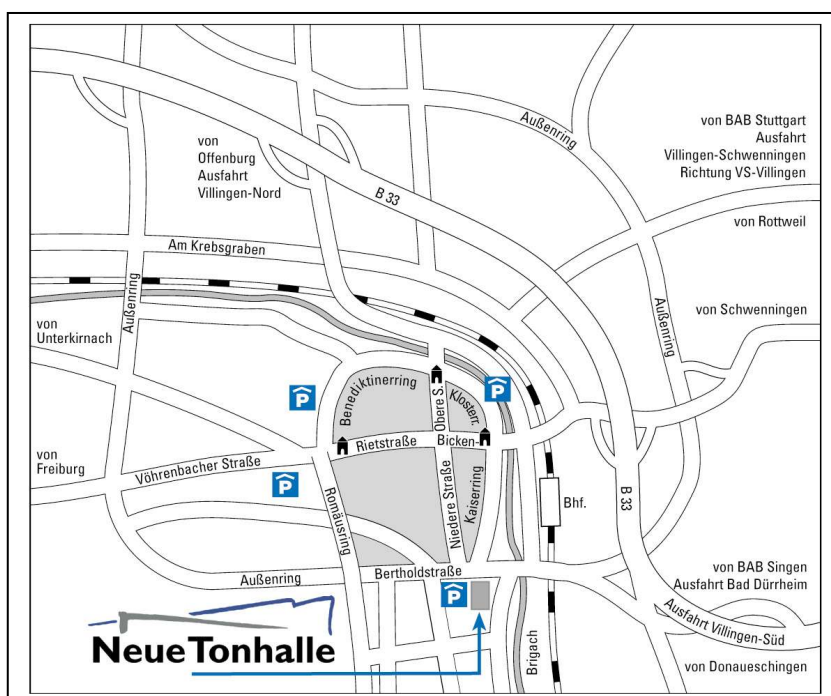 Außenring
von BAB Stuttgart
Ausfahrt
Villingen-Schwenningen
Richtung VS-Villingen
von
Offenburg
Ausfahrt
Villingen-Nord
B 33
von Rottweil
Am Krebsgraben
Außenring
Außenring
von Schwenningen
von
Unterkirnach
P
P
Benediktinerring
Obere S.
Klosterr.
Rietstraße
Bicken-
von
Freiburg
Vöhrenbacher Straße
P
Romäusring
Niedere Straße
Kaiserring
Bhf.
B 33
Außenring
Bertholdstraße
P
von BAB Singen
Ausfahrt Bad Dürrheim
Ausfahrt Villingen-Süd
Brigach
von Donaueschingen
Neue Tonhalle